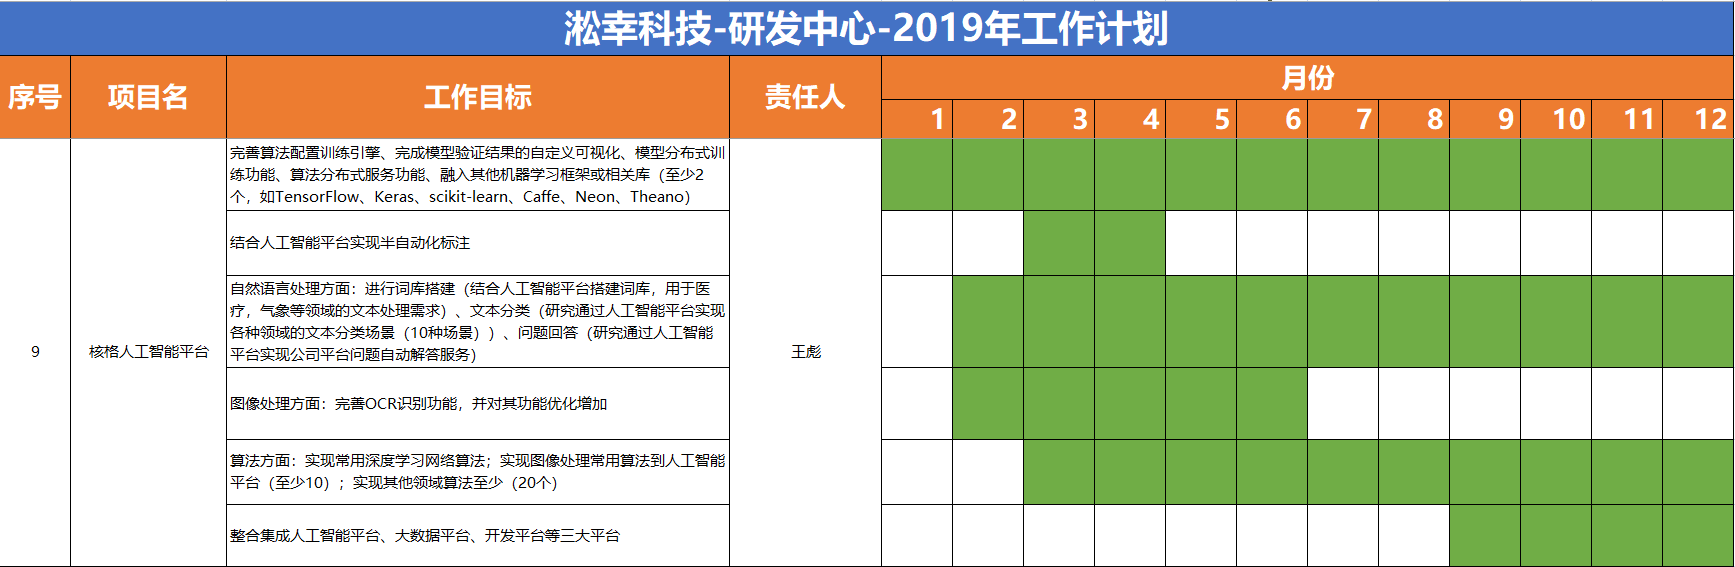 淞幸科技-研发中心-2019年工作计划
序号 项目名 工作目标 责任人 月份
1 2 3 4 5 6 7 8 9 10 11 12
完善算法配置训练引擎、完成模型验证结果的自定义可视化、模型分布式训
练功能、算法分布式服务功能、融入其他机器学习框架或相关库（至少2
个，如TensorFlow、Keras、scikit-learn、Caffe、Neon、Theano）
结合人工智能平台实现半自动化标注
自然语言处理方面：进行词库搭建（结合人工智能平台搭建词库，用于医
疗，气象等领域的文本处理需求）、文本分类（研究通过人工智能平台实现
各种领域的文本分类场景（10种场景））、问题回答（研究通过人工智能
平台实现公司平台问题自动解答服务）
9 核格人工智能平台 王彪
图像处理方面：完善OCR识别功能，并对其功能优化增加
算法方面：实现常用深度学习网络算法；实现图像处理常用算法到人工智能
平台（至少10）；实现其他领域算法至少（20个）
整合集成人工智能平台、大数据平台、开发平台等三大平台